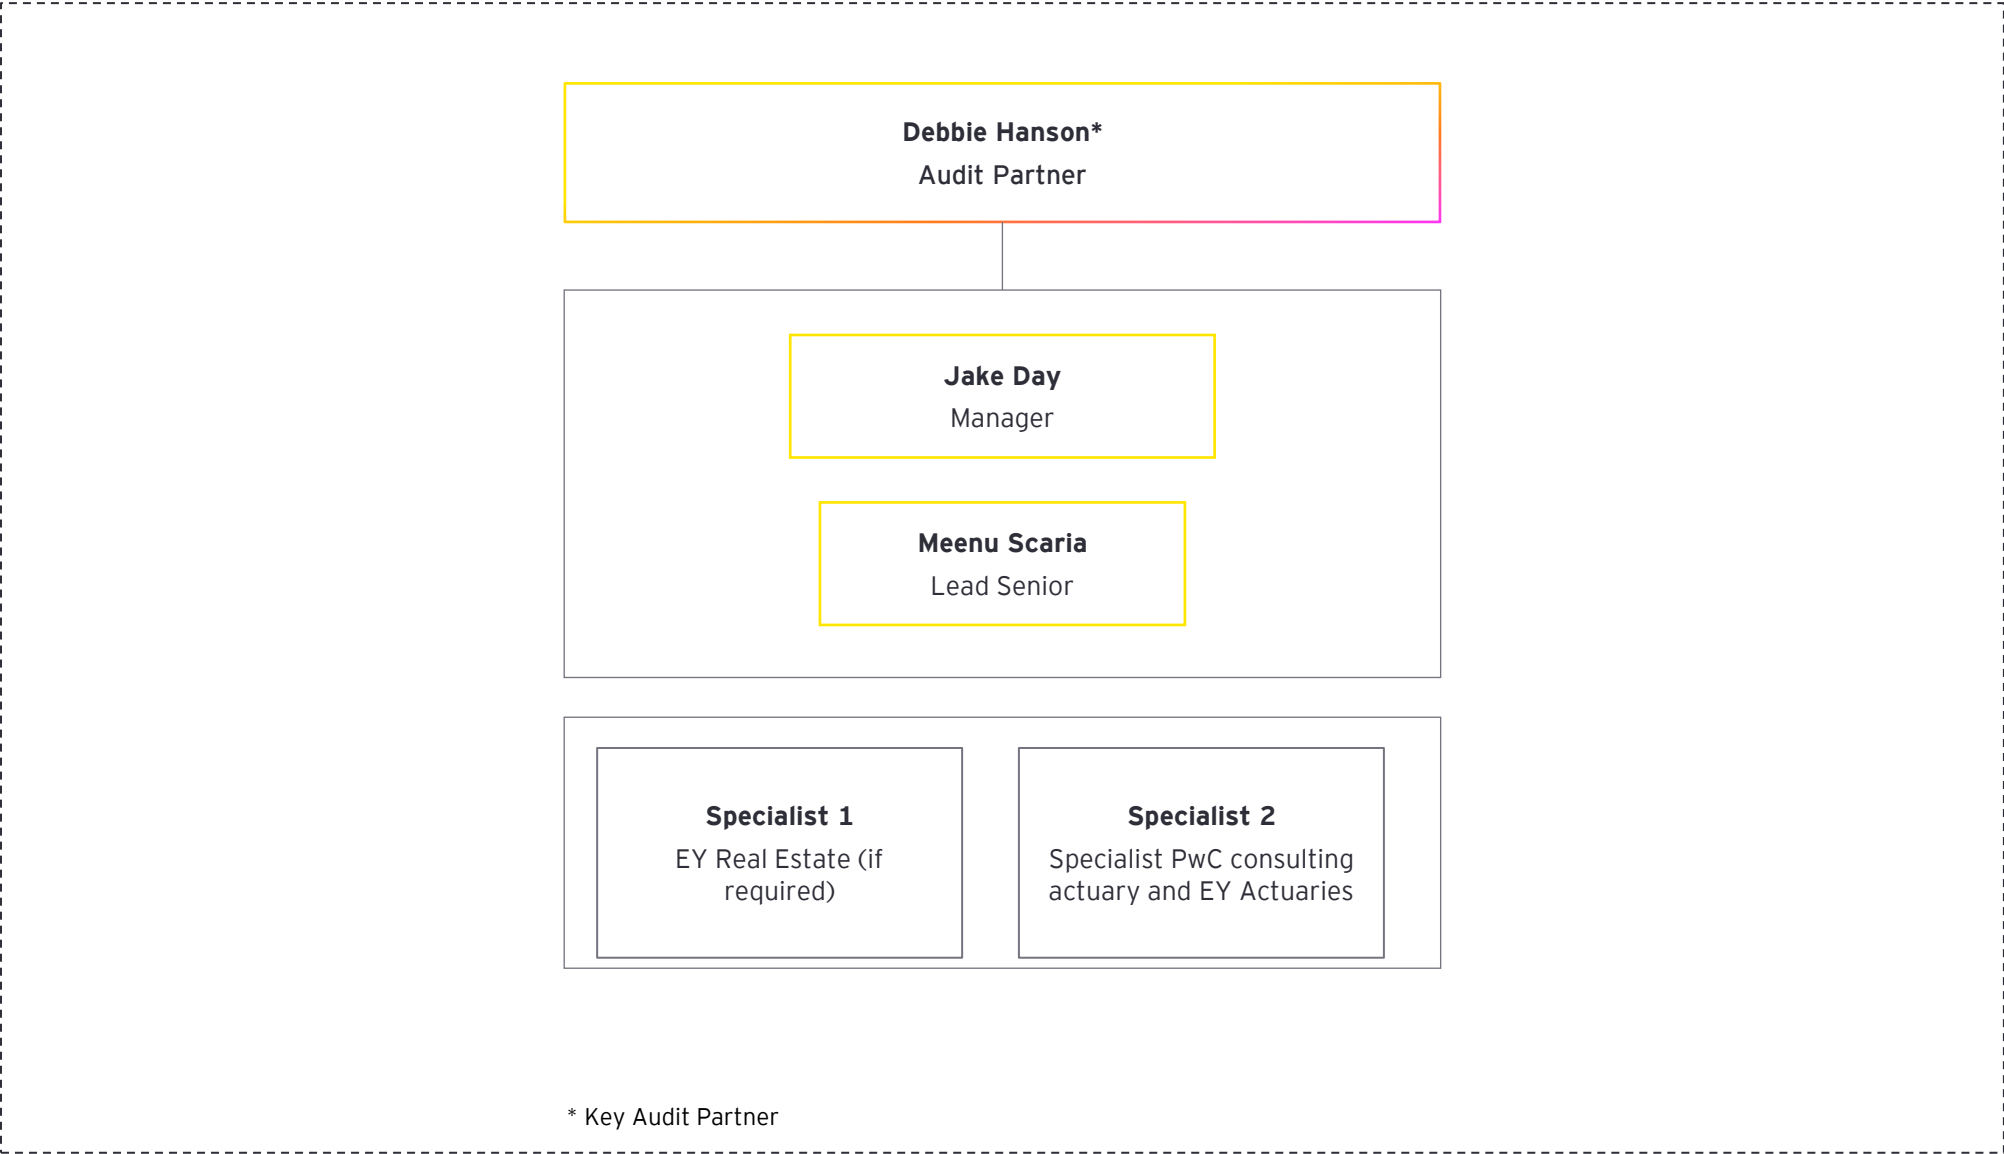 Debbie Hanson*
Audit Partner
Jake Day
Manager
Meenu Scaria
Lead Senior
Specialist 1
EY Real Estate (if
required)
Specialist 2
Specialist PwC consulting
actuary and EY Actuaries
* Key Audit Partner